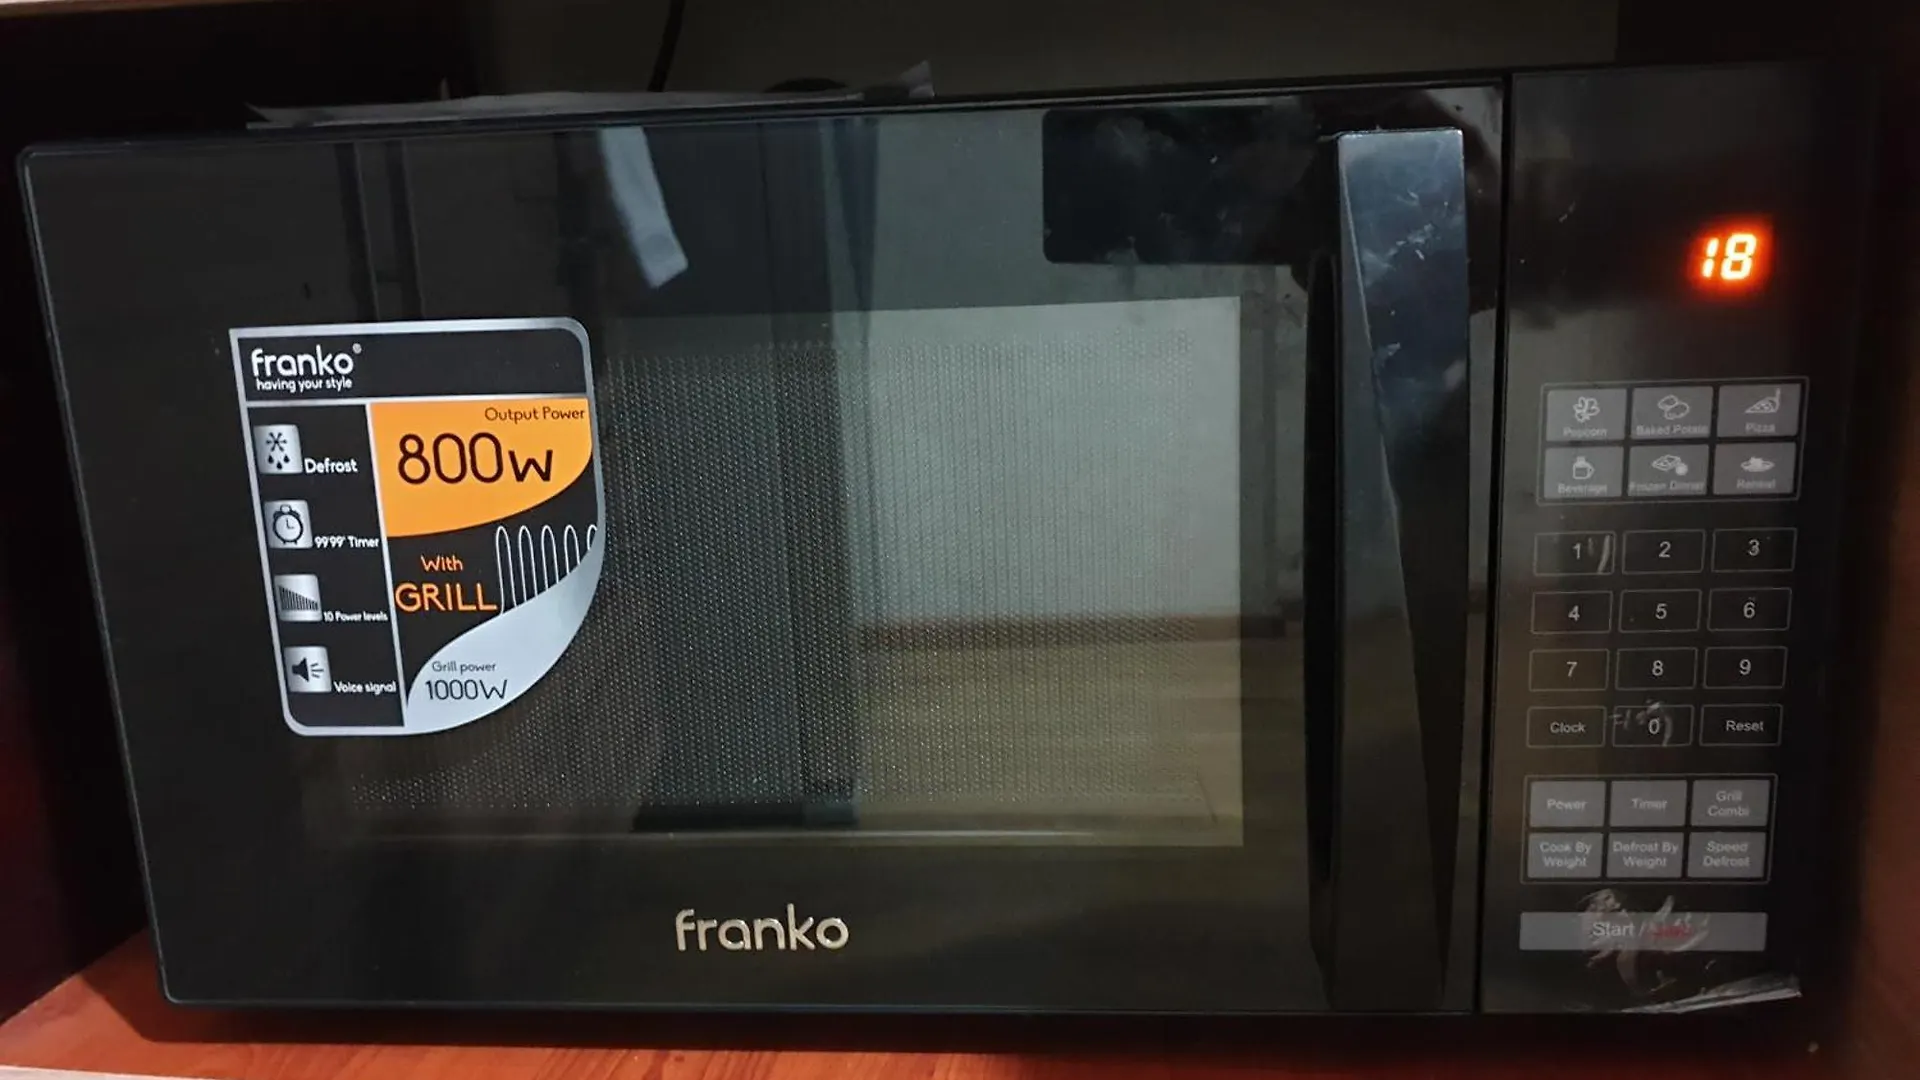 franko®
having your style
Output Power
800w
Defrost
99'99" Timer
With
GRILL
10 Power levels
Grill power
1000W
Voice signal
franko
18
Popcorn
Baked Potato
Pizza
Beverage
Frozen Dinner
Reheat
1
2
3
4
5
6
7
8
9
Clock
0
Reset
Power
Timer
Grill
Combi
Cook By
Weight
Defrost By
Weight
Speed
Defrost
Start /